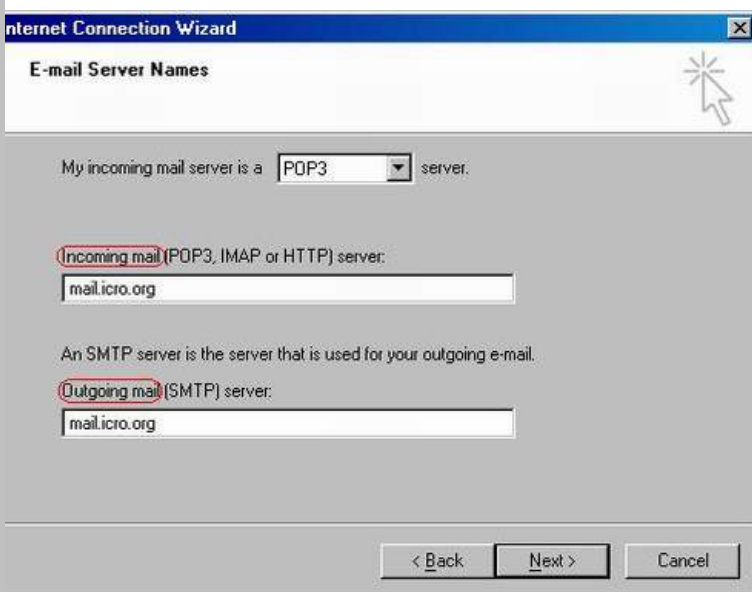 nternet Connection Wizard
E-mail Server Names
My incoming mail server is a POP3 server.
Incoming mail (POP3, IMAP or HTTP) server:
mail.icro.org
An SMTP server is the server that is used for your outgoing e-mail.
Outgoing mail (SMTP) server:
mail.icro.org
< Back Next > Cancel